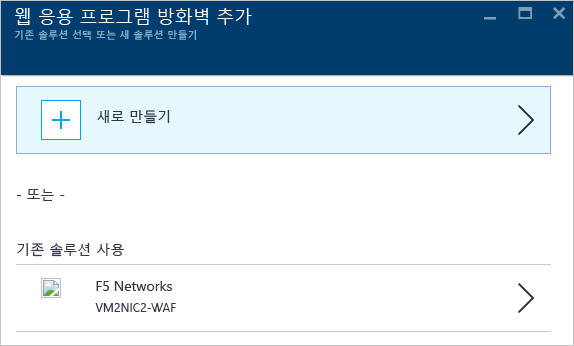 웹 응용 프로그램 방화벽 추가
기존 솔루션 선택 또는 새 솔루션 만들기
새로 만들기
- 또는 -
기존 솔루션 사용
F5 Networks
VM2NIC2-WAF